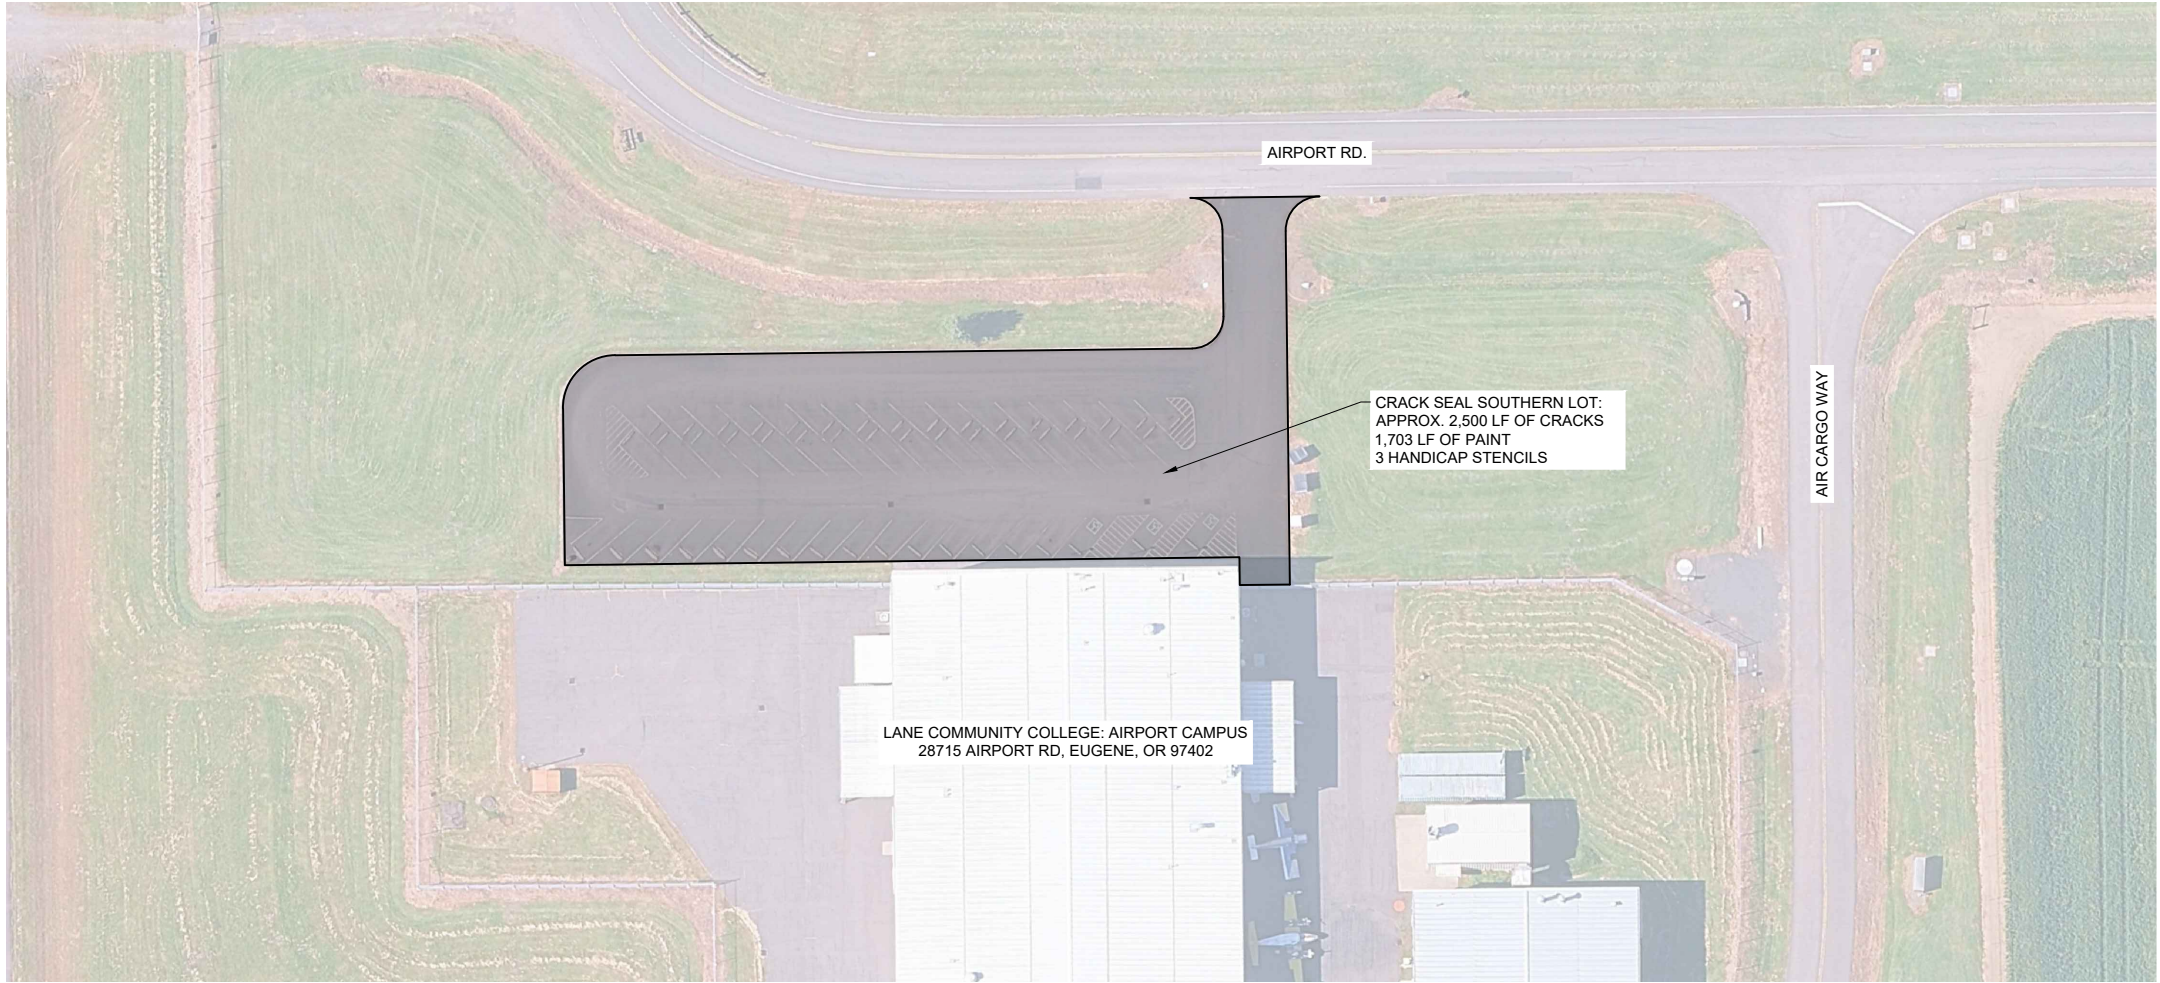 AIRPORT RD.
CRACK SEAL SOUTHERN LOT:
APPROX. 2,500 LF OF CRACKS
1,703 LF OF PAINT
3 HANDICAP STENCILS
AIR CARGO WAY
LANE COMMUNITY COLLEGE: AIRPORT CAMPUS
28715 AIRPORT RD, EUGENE, OR 97402